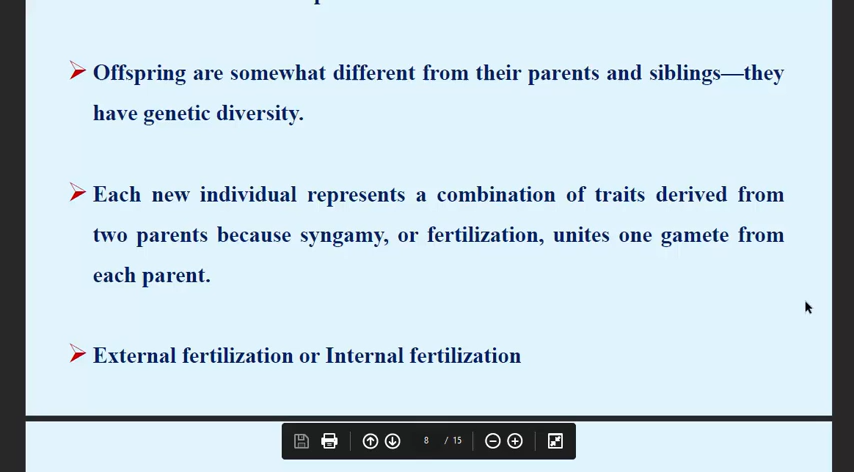 Offspring are somewhat different from their parents and siblings—they
have genetic diversity.
Each new individual represents a combination of traits derived from
two parents because syngamy, or fertilization, unites one gamete from
each parent.
External fertilization or Internal fertilization
8 / 15